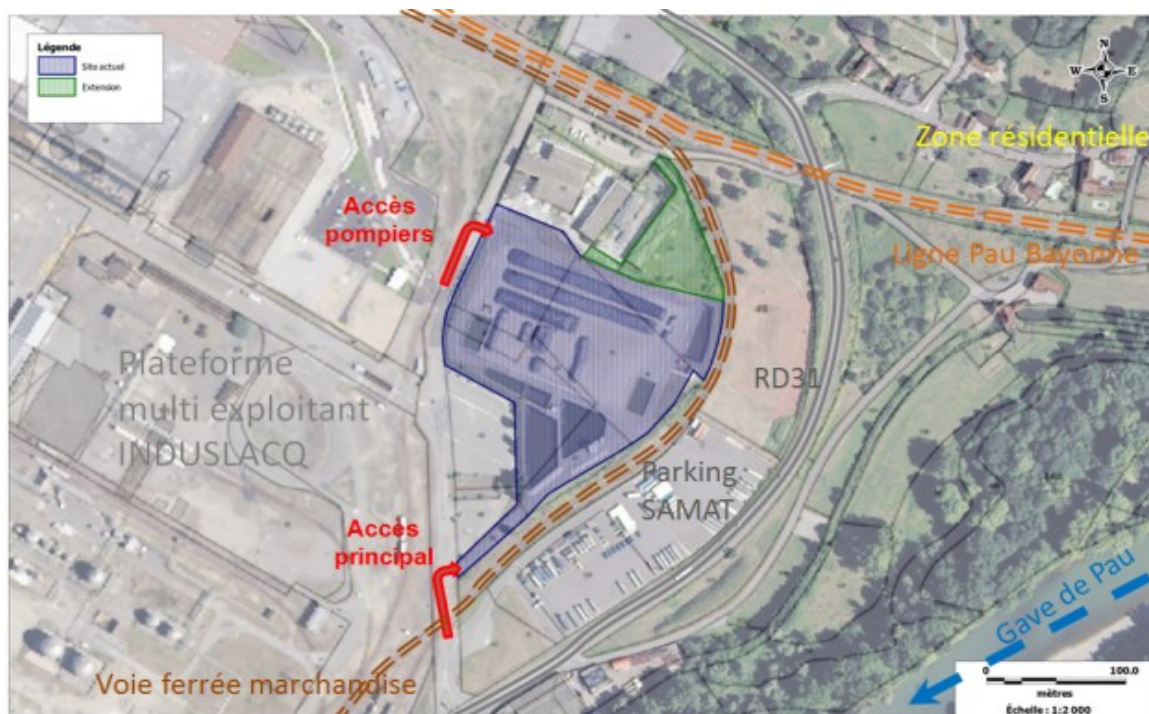 Légende
Site actuel
Extension
N
W E
S
Zone résidentielle
Accès
pompiers
Ligne Pau Bayonne
Plateforme
multi exploitant
INDUSLACQ
RD31
Parking
SAMAT
Accès
principal
Gave de Pau
Voie ferrée marchandise
0 100.0
mètres
Échelle : 1:2 000